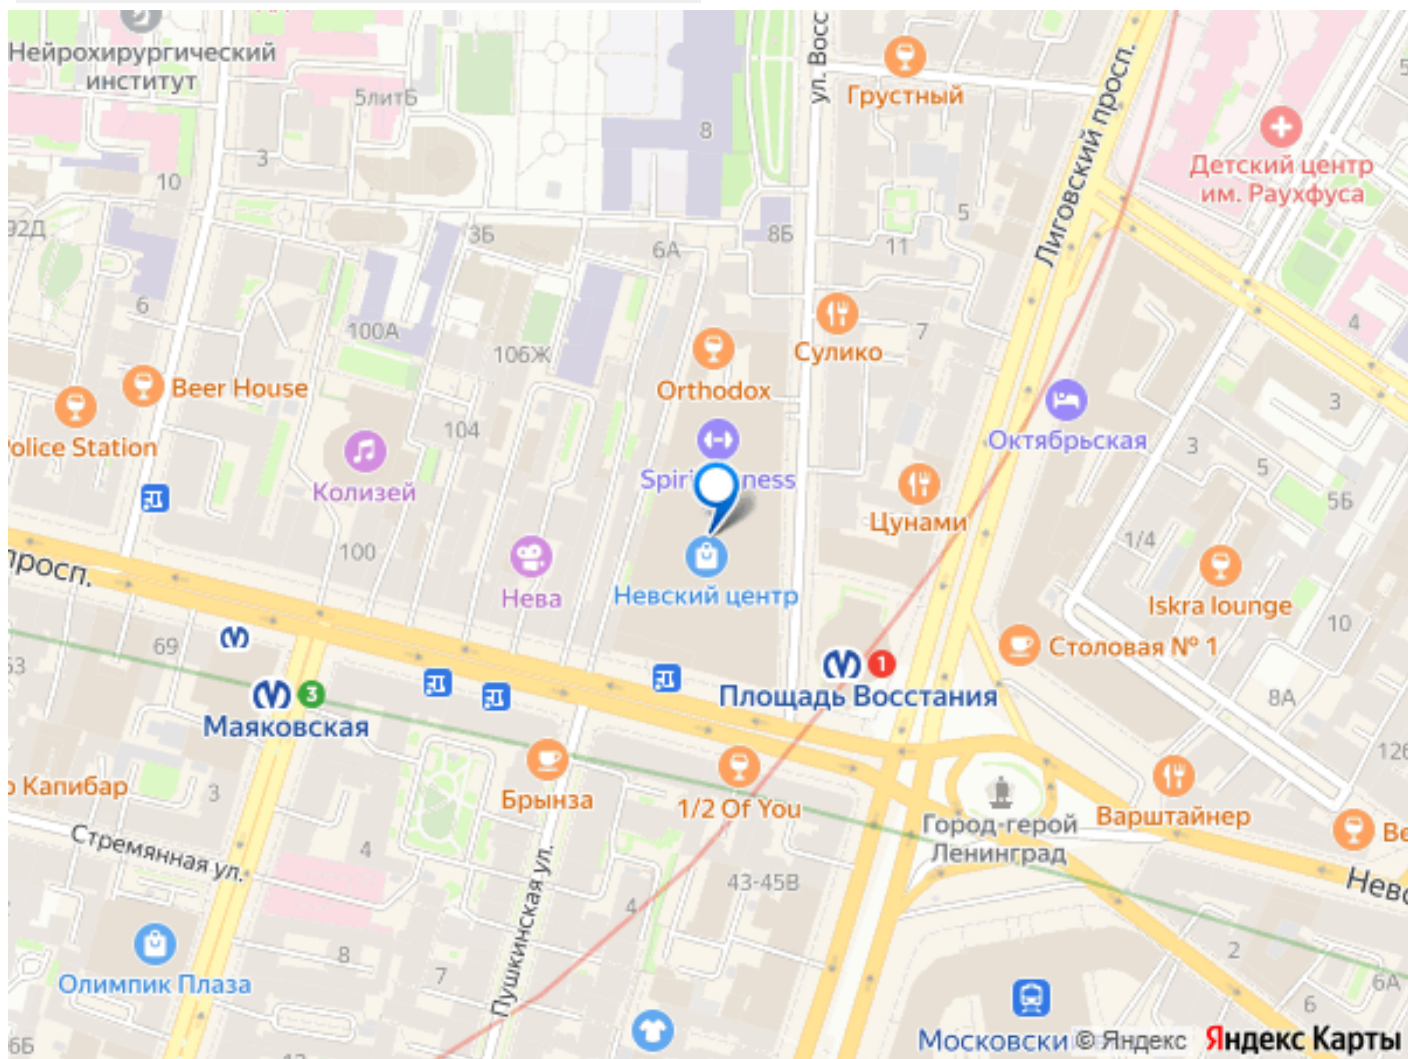 Нейрохирургический
институт
5литБ
ул. Восс
Грустный
Лиговский просп.
5
8
3
10
Детский центр
им. Раухфуса
92Д
3Б
6А
8Б
5
11
6
100А
106Ж
Сулико
7
4
Orthodox
Beer House
olice Station
104
Октябрьская
3
3
5
5Б
Колизей
Spiri
ness
Цунами
1/4
100
просп.
Нева
Невский центр
Iskra lounge
10
69
53
1
Столовая № 1
3
Маяковская
Площадь Восстания
8А
126
о Капибар
3
Брынза
1/2 Of You
Варштайнер
Город-герой
Ленинград
Be
Стремянная ул.
4
43-45В
Невс
Пушкинская ул.
4
8
7
2
Олимпик Плаза
6
6А
Московски
© Яндекс
Яндекс Карты
6Б